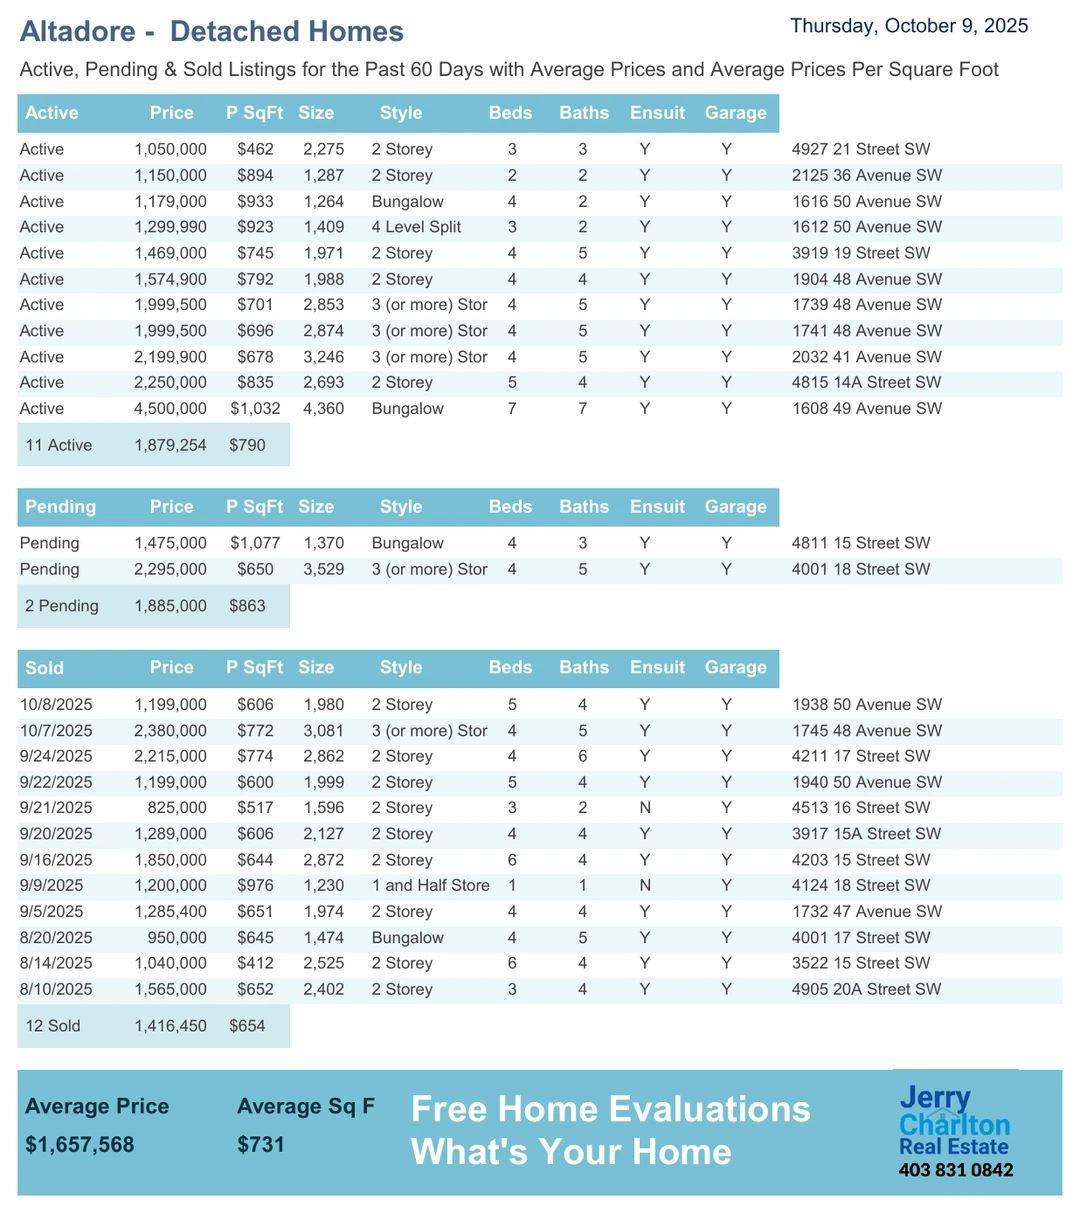 Altadore -  Detached Homes
Thursday, October 9, 2025
Active, Pending & Sold Listings for the Past 60 Days with Average Prices and Average Prices Per Square Foot
Active Price P SqFt Size Style Beds Baths Ensuit Garage
Active 1,050,000 $462 2,275 2 Storey 3 3 Y Y 4927 21 Street SW
Active 1,150,000 $894 1,287 2 Storey 2 2 Y Y 2125 36 Avenue SW
Active 1,179,000 $933 1,264 Bungalow 4 2 Y Y 1616 50 Avenue SW
Active 1,299,990 $923 1,409 4 Level Split 3 2 Y Y 1612 50 Avenue SW
Active 1,469,000 $745 1,971 2 Storey 4 5 Y Y 3919 19 Street SW
Active 1,574,900 $792 1,988 2 Storey 4 4 Y Y 1904 48 Avenue SW
Active 1,999,500 $701 2,853 3 (or more) Stor 4 5 Y Y 1739 48 Avenue SW
Active 1,999,500 $696 2,874 3 (or more) Stor 4 5 Y Y 1741 48 Avenue SW
Active 2,199,900 $678 3,246 3 (or more) Stor 4 5 Y Y 2032 41 Avenue SW
Active 2,250,000 $835 2,693 2 Storey 5 4 Y Y 4815 14A Street SW
Active 4,500,000 $1,032 4,360 Bungalow 7 7 Y Y 1608 49 Avenue SW
11 Active 1,879,254 $790
Pending Price P SqFt Size Style Beds Baths Ensuit Garage
Pending 1,475,000 $1,077 1,370 Bungalow 4 3 Y Y 4811 15 Street SW
Pending 2,295,000 $650 3,529 3 (or more) Stor 4 5 Y Y 4001 18 Street SW
2 Pending 1,885,000 $863
Sold Price P SqFt Size Style Beds Baths Ensuit Garage
10/8/2025 1,199,000 $606 1,980 2 Storey 5 4 Y Y 1938 50 Avenue SW
10/7/2025 2,380,000 $772 3,081 3 (or more) Stor 4 5 Y Y 1745 48 Avenue SW
9/24/2025 2,215,000 $774 2,862 2 Storey 4 6 Y Y 4211 17 Street SW
9/22/2025 1,199,000 $600 1,999 2 Storey 5 4 Y Y 1940 50 Avenue SW
9/21/2025 825,000 $517 1,596 2 Storey 3 2 N Y 4513 16 Street SW
9/20/2025 1,289,000 $606 2,127 2 Storey 4 4 Y Y 3917 15A Street SW
9/16/2025 1,850,000 $644 2,872 2 Storey 6 4 Y Y 4203 15 Street SW
9/9/2025 1,200,000 $976 1,230 1 and Half Store 1 1 N Y 4124 18 Street SW
9/5/2025 1,285,400 $651 1,974 2 Storey 4 4 Y Y 1732 47 Avenue SW
8/20/2025 950,000 $645 1,474 Bungalow 4 5 Y Y 4001 17 Street SW
8/14/2025 1,040,000 $412 2,525 2 Storey 6 4 Y Y 3522 15 Street SW
8/10/2025 1,565,000 $652 2,402 2 Storey 3 4 Y Y 4905 20A Street SW
12 Sold 1,416,450 $654
Average Price Average Sq F
$1,657,568 $731
Free Home Evaluations
What's Your Home
Jerry
Charlton
Real Estate
403 831 0842